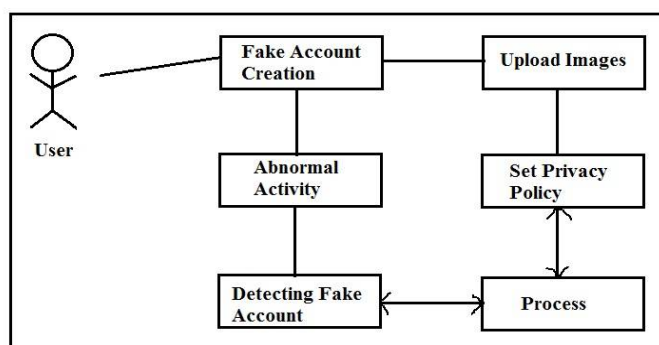 Fake Account
Creation
Upload Images
User
Abnormal
Activity
Set Privacy
Policy
Detecting Fake
Account
Process